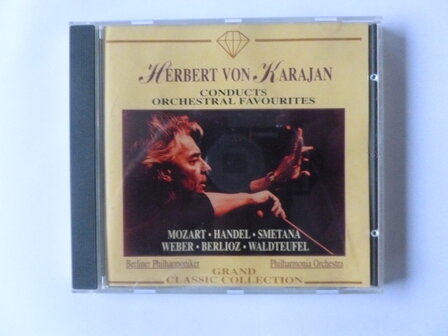 HERBERT VON KARAJAN
CONDUCTS
ORCHESTRAL FAVOURITES
MOZART · HANDEL · SMETANA
WEBER · BERLIOZ · WALDTEUFEL
Berliner Philharmoniker Philharmonia Orchestra
GRAND
CLASSIC COLLECTION